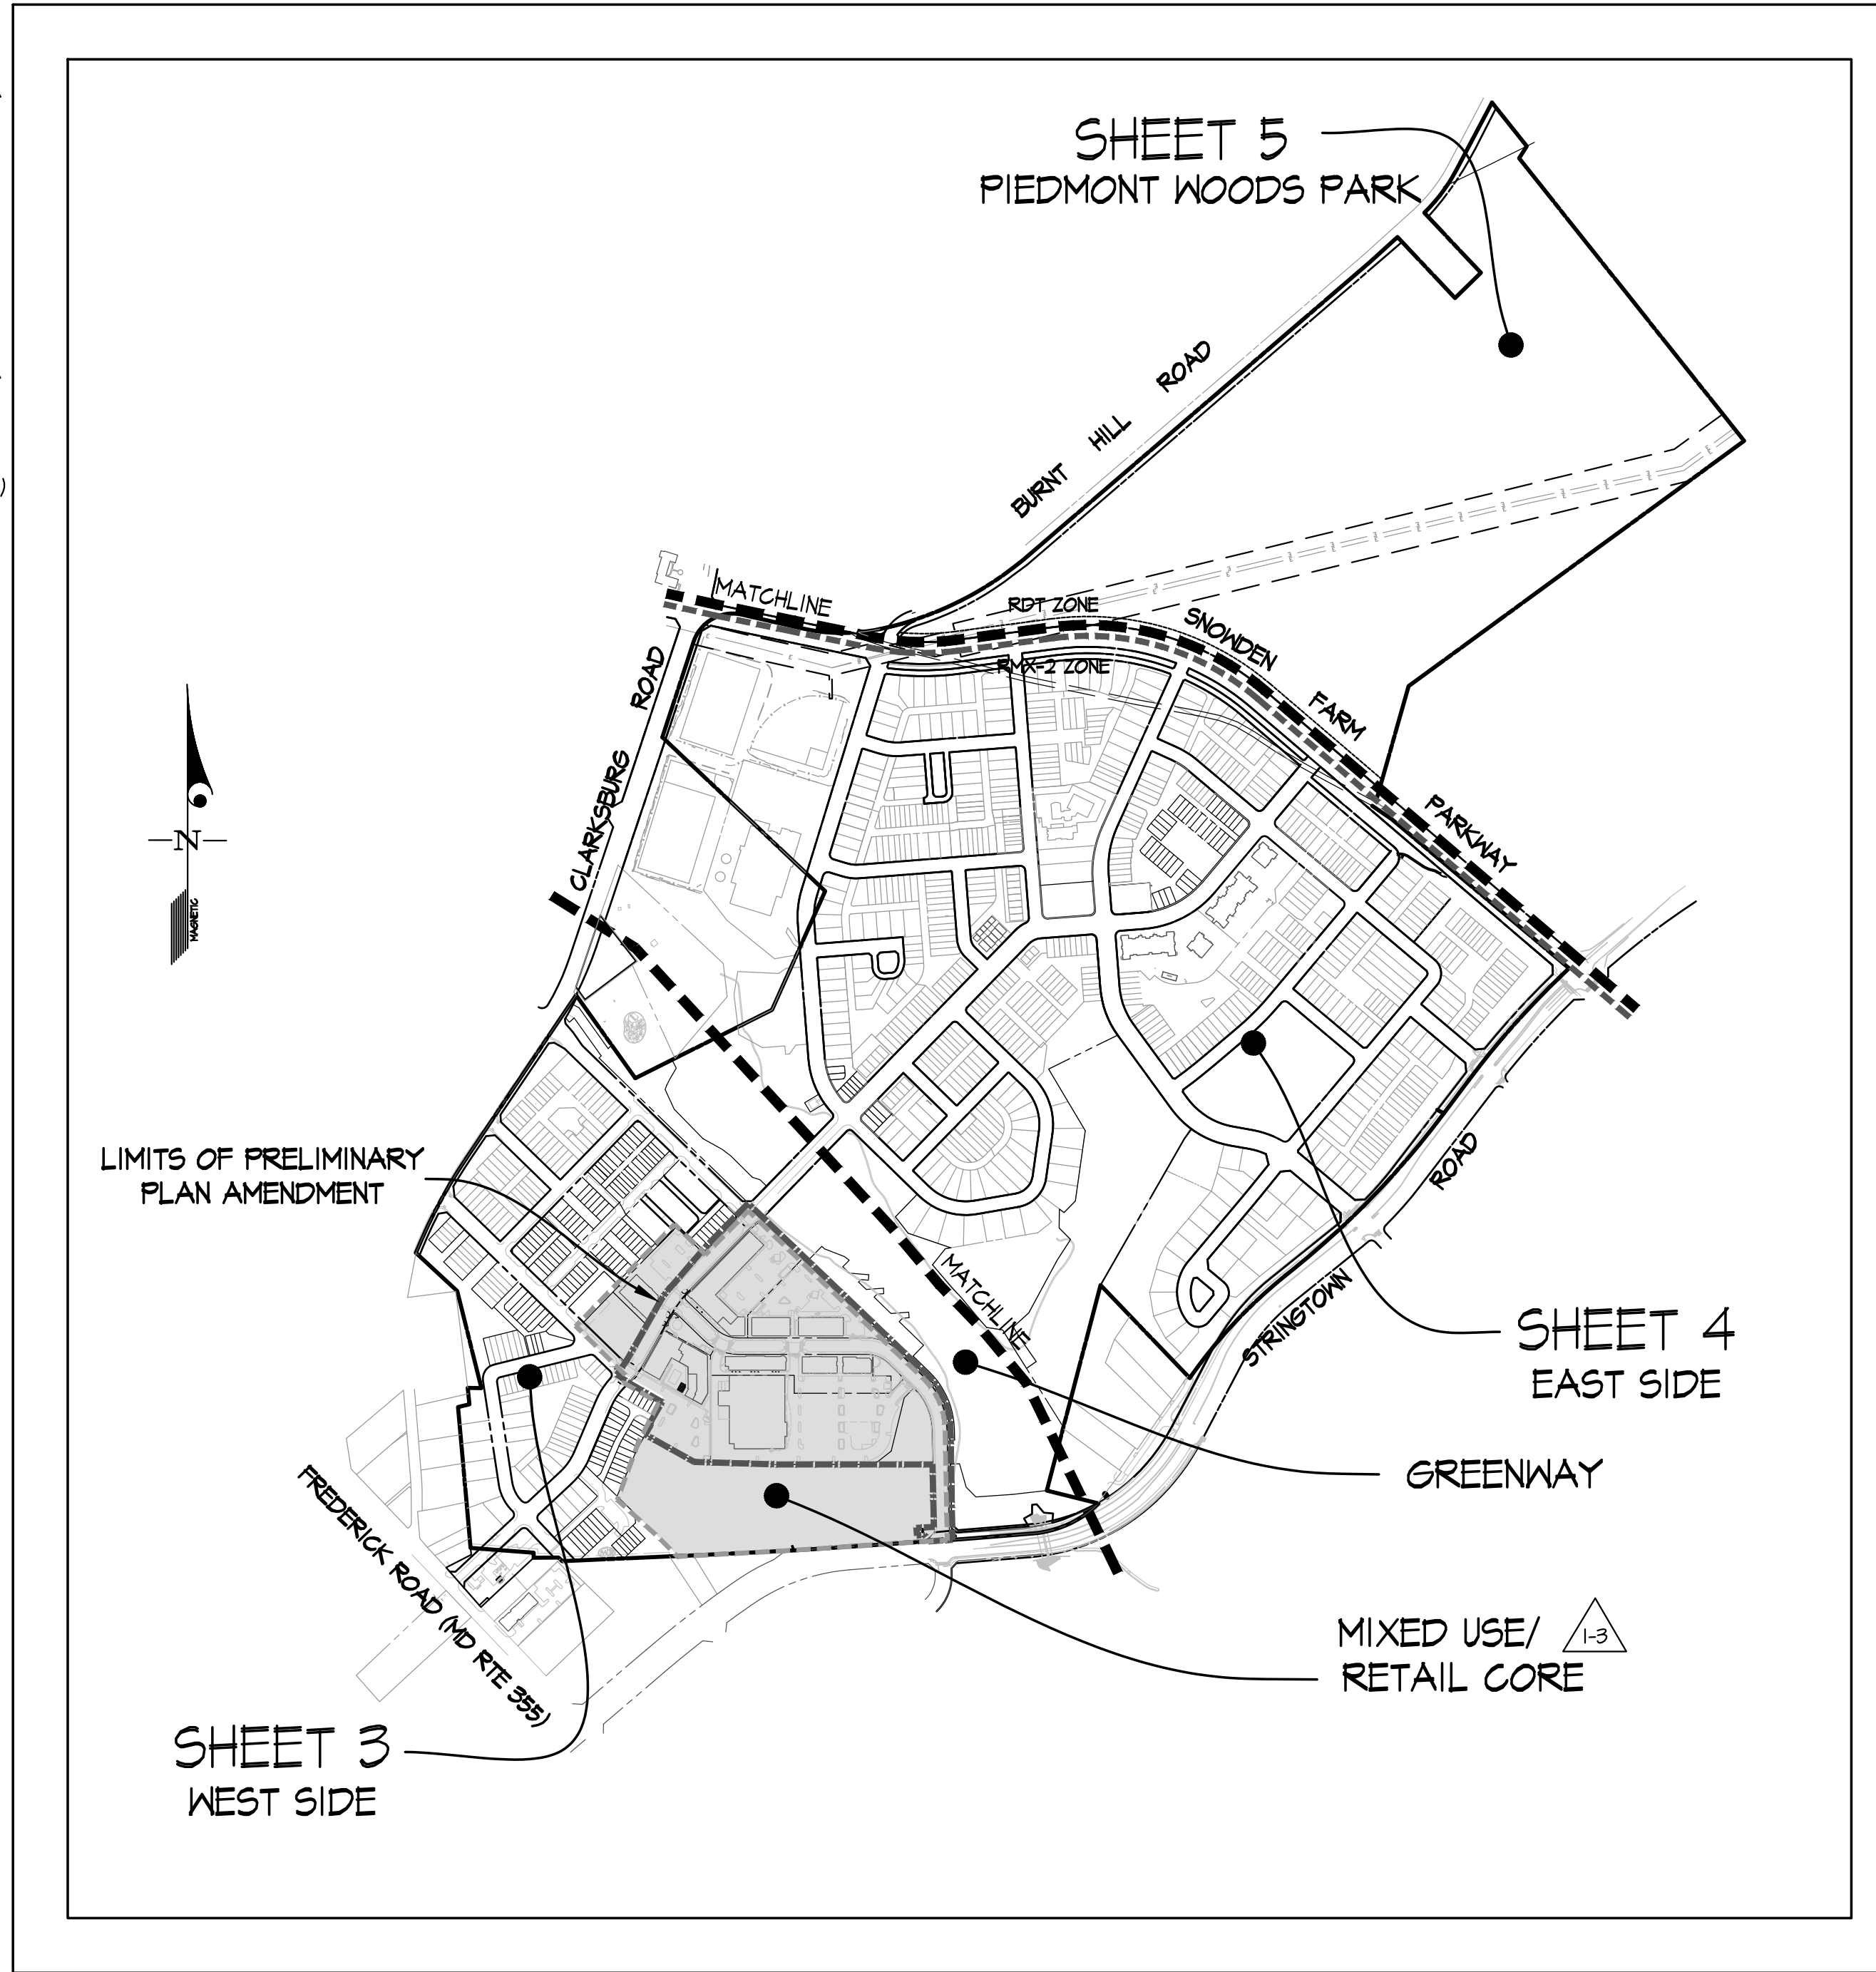 SHEET 5
PIEDMONT WOODS PARK
BURNT HILL ROAD
MATCHLINE
RDT ZONE
RMX-2 ZONE
SNOWDEN FARM PARKWAY
CLARKSBURG ROAD
N
MAGNETIC
LIMITS OF PRELIMINARY
PLAN AMENDMENT
MATCHLINE
STRINGTOWN ROAD
SHEET 4
EAST SIDE
GREENWAY
FREDERICK ROAD (MD RTE 355)
MIXED USE/
RETAIL CORE
1-3
SHEET 3
WEST SIDE